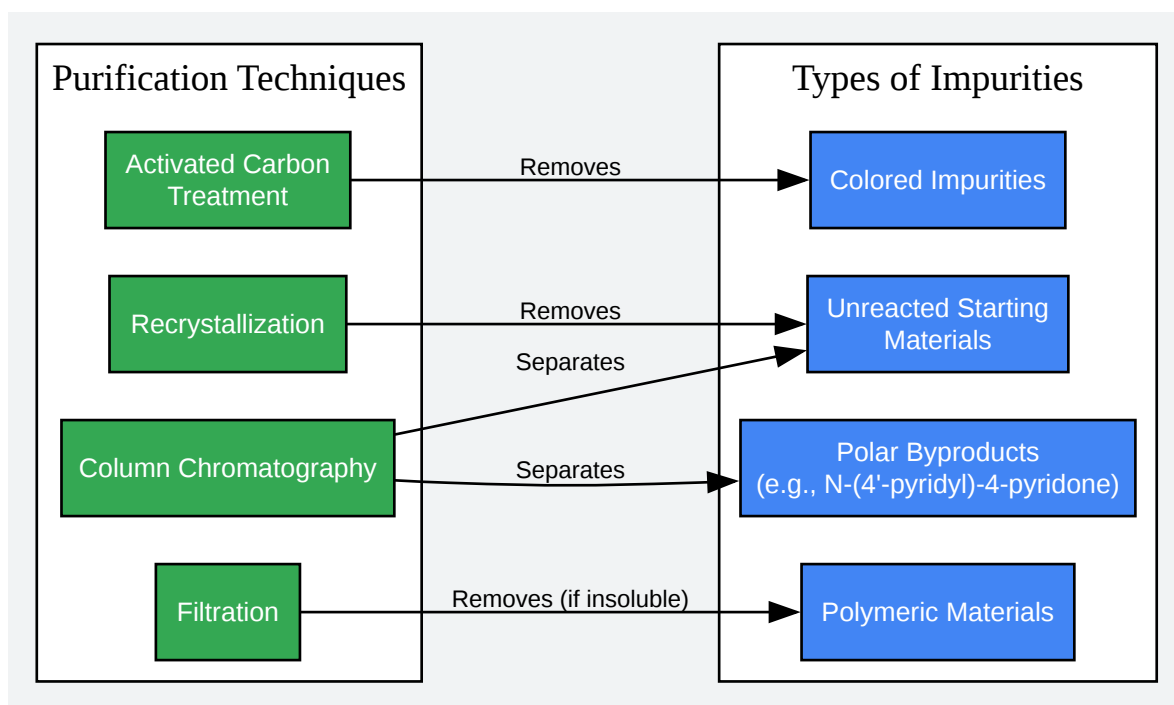 Purification Techniques
Types of Impurities
Activated Carbon
Treatment
Removes
Colored Impurities
Recrystallization
Removes
Unreacted Starting
Materials
Separates
Column Chromatography
Separates
Polar Byproducts
(e.g., N-(4'-pyridyl)-4-pyridone)
Filtration
Removes (if insoluble)
Polymeric Materials